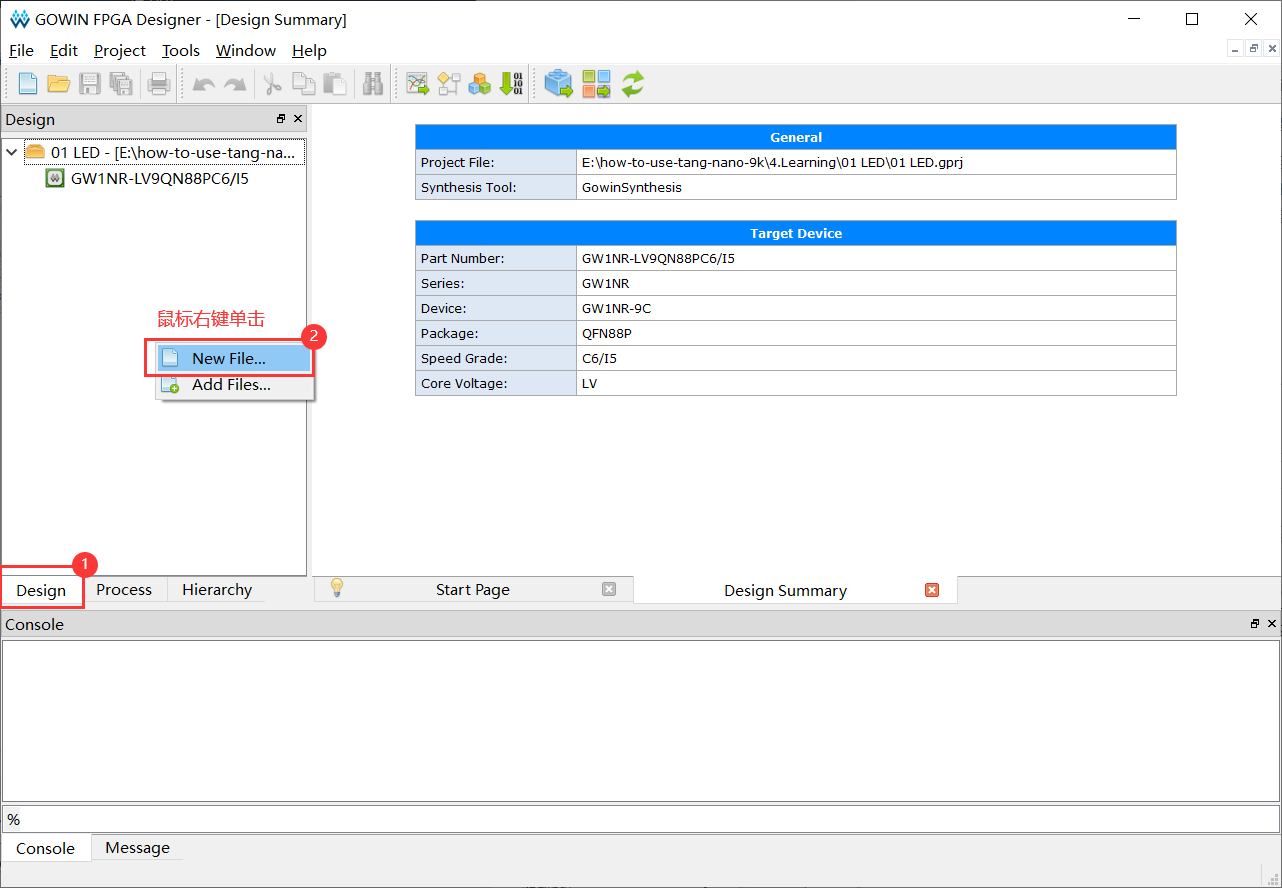 GOWIN FPGA Designer - [Design Summary]
File Edit Project Tools Window Help
Design
01 LED - [E:\how-to-use-tang-na...
GW1NR-LV9QN88PC6/I5
鼠标右键单击
2
New File...
Add Files...
General
Project File: E:\how-to-use-tang-nano-9k\4.Learning\01 LED\01 LED.gprj
Synthesis Tool: GowinSynthesis
Target Device
Part Number: GW1NR-LV9QN88PC6/I5
Series: GW1NR
Device: GW1NR-9C
Package: QFN88P
Speed Grade: C6/I5
Core Voltage: LV
1
Design Process Hierarchy
Start Page Design Summary
Console
%
Console Message